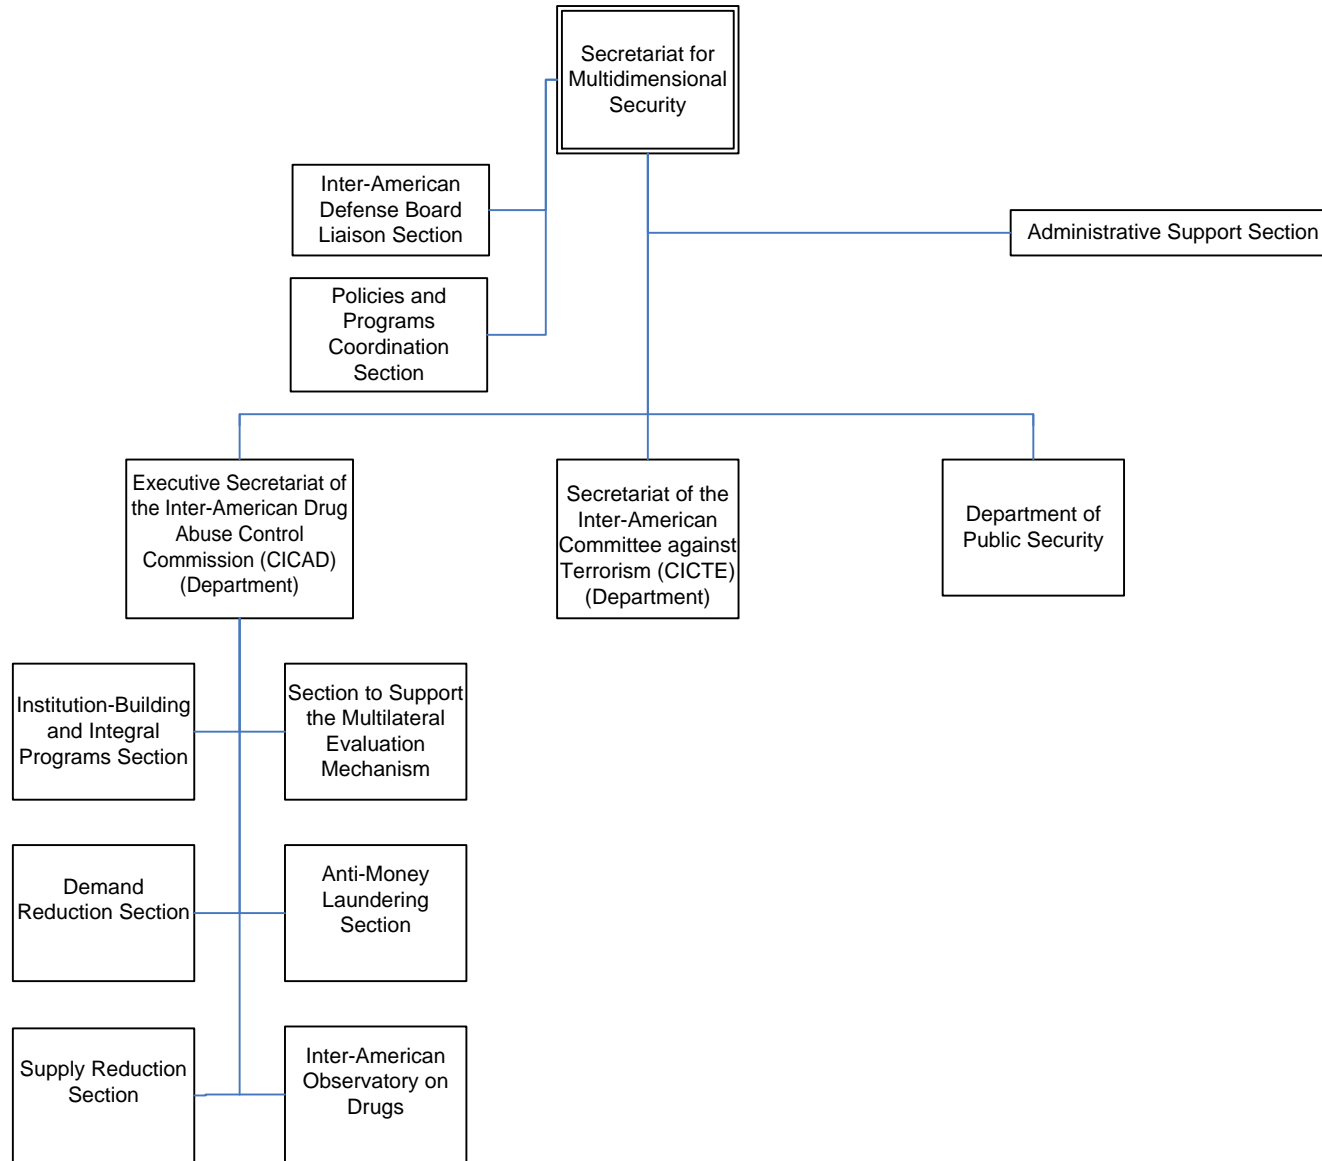 Secretariat for
Multidimensional
Security
Inter-American
Defense Board
Liaison Section
Administrative Support Section
Policies and
Programs
Coordination
Section
Executive Secretariat of
the Inter-American Drug
Abuse Control
Commission (CICAD)
(Department)
Secretariat of the
Inter-American
Committee against
Terrorism (CICTE)
(Department)
Department of
Public Security
Institution-Building
and Integral
Programs Section
Section to Support
the Multilateral
Evaluation
Mechanism
Demand
Reduction Section
Anti-Money
Laundering
Section
Supply Reduction
Section
Inter-American
Observatory on
Drugs